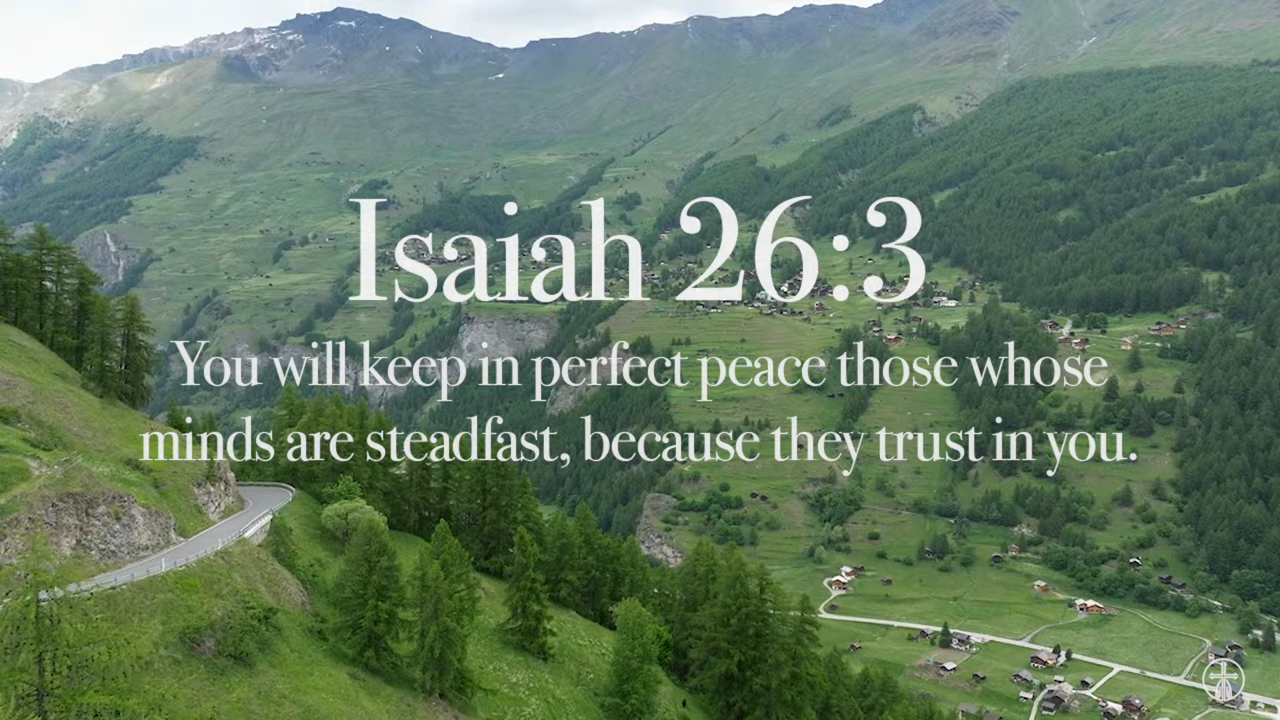 Isaiah 26:3
You will keep in perfect peace those whose
minds are steadfast, because they trust in you.